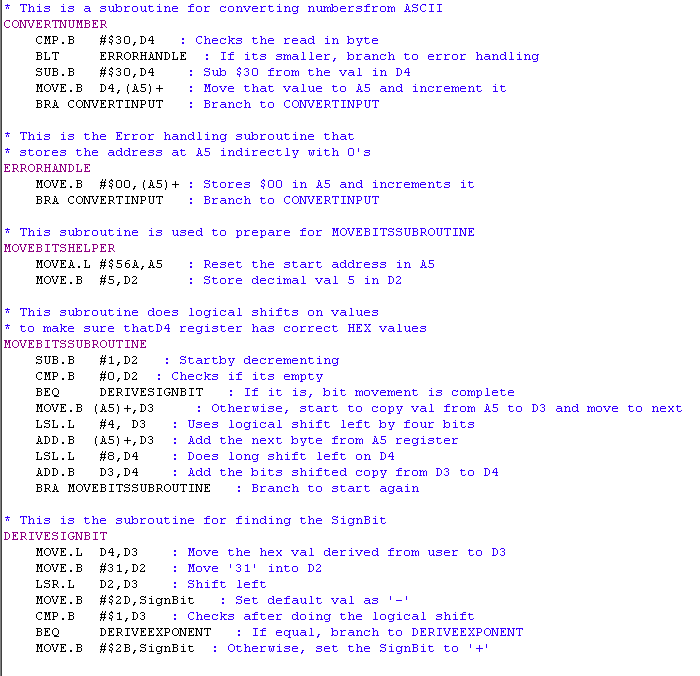 * This is a subroutine for converting numbersfrom ASCII
CONVERTNUMBER
    CMP.B   #$30,D4   : Checks the read in byte
    BLT     ERRORHANDLE  : If its smaller, branch to error handling
    SUB.B   #$30,D4    : Sub $30 from the val in D4
    MOVE.B  D4,(A5)+   : Move that value to A5 and increment it
    BRA CONVERTINPUT   : Branch to CONVERTINPUT

* This is the Error handling subroutine that
* stores the address at A5 indirectly with 0's
ERRORHANDLE
    MOVE.B  #$00,(A5)+ : Stores $00 in A5 and increments it
    BRA CONVERTINPUT   : Branch to CONVERTINPUT

* This subroutine is used to prepare for MOVEBITSSUBROUTINE
MOVEBITSHELPER
    MOVEA.L #$56A,A5   : Reset the start address in A5
    MOVE.B  #5,D2      : Store decimal val 5 in D2

* This subroutine does logical shifts on values
* to make sure thatD4 register has correct HEX values
MOVEBITSSUBROUTINE
    SUB.B   #1,D2   : Startby decrementing
    CMP.B   #0,D2  : Checks if its empty
    BEQ     DERIVESIGNBIT   : If it is, bit movement is complete
    MOVE.B (A5)+,D3     : Otherwise, start to copy val from A5 to D3 and move to next
    LSL.L   #4, D3   : Uses logical shift left by four bits
    ADD.B  (A5)+,D3  : Add the next byte from A5 register
    LSL.L   #8,D4    : Does long shift left on D4
    ADD.B   D3,D4    : Add the bits shifted copy from D3 to D4
    BRA MOVEBITSSUBROUTINE   : Branch to start again

* This is the subroutine for finding the SignBit
DERIVESIGNBIT
    MOVE.L  D4,D3    : Move the hex val derived from user to D3
    MOVE.B  #31,D2   : Move '31' into D2
    LSR.L   D2,D3    : Shift left
    MOVE.B  #$2D,SignBit   : Set default val as '-'
    CMP.B   #$1,D3   : Checks after doing the logical shift
    BEQ     DERIVEEXPONENT   : If equal, branch to DERIVEEXPONENT
    MOVE.B  #$2B,SignBit  : Otherwise, set the SignBit to '+'